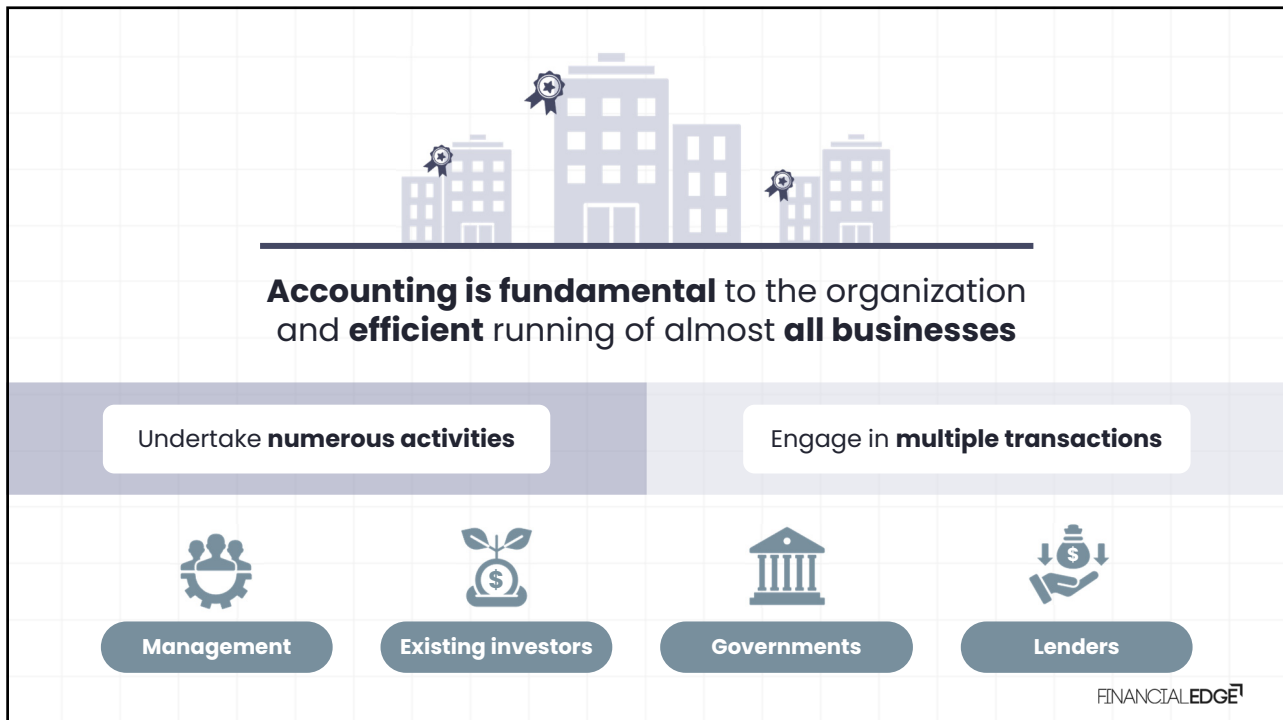 Accounting is fundamental to the organization
and efficient running of almost all businesses
Undertake numerous activities
Engage in multiple transactions
$
$
Management
Existing investors
Governments
Lenders
FINANCIALEDGE